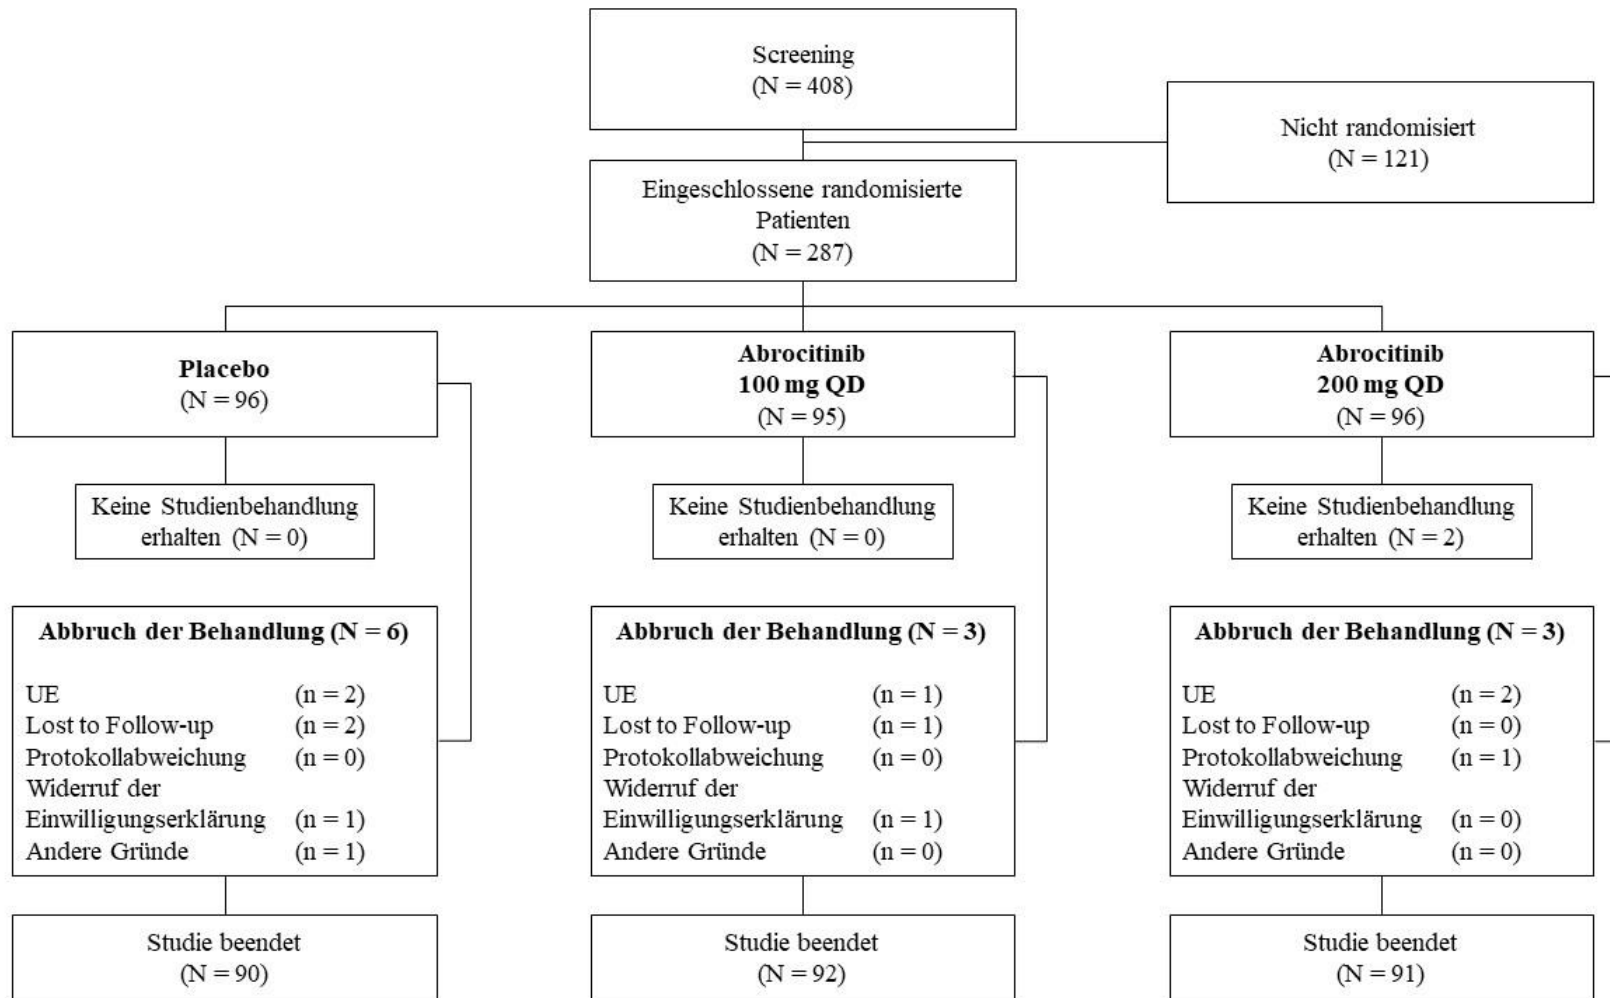 Screening
(N = 408)
Nicht randomisiert
(N = 121)
Eingeschlossene randomisierte
Patienten
(N = 287)
Placebo
(N = 96)
Abrocitinib
100 mg QD
(N = 95)
Abrocitinib
200 mg QD
(N = 96)
Keine Studienbehandlung
erhalten (N = 0)
Keine Studienbehandlung
erhalten (N = 0)
Keine Studienbehandlung
erhalten (N = 2)
Abbruch der Behandlung (N = 6)
UE (n = 2)
Lost to Follow-up (n = 2)
Protokollabweichung (n = 0)
Widerruf der
Einwilligungserklärung (n = 1)
Andere Gründe (n = 1)
Abbruch der Behandlung (N = 3)
UE (n = 1)
Lost to Follow-up (n = 1)
Protokollabweichung (n = 0)
Widerruf der
Einwilligungserklärung (n = 1)
Andere Gründe (n = 0)
Abbruch der Behandlung (N = 3)
UE (n = 2)
Lost to Follow-up (n = 0)
Protokollabweichung (n = 1)
Widerruf der
Einwilligungserklärung (n = 0)
Andere Gründe (n = 0)
Studie beendet
(N = 90)
Studie beendet
(N = 92)
Studie beendet
(N = 91)